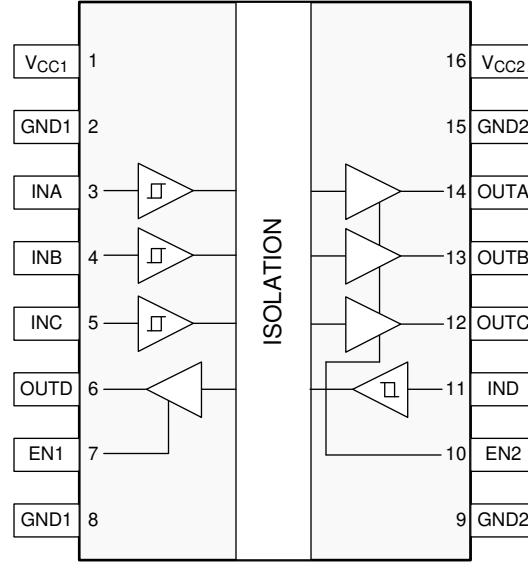 VCC1 1 16 VCC2
GND1 2 15 GND2
INA 3 14 OUTA
INB 4 13 OUTB
INC 5 12 OUTC
OUTD 6 11 IND
EN1 7 10 EN2
GND1 8 9 GND2
ISOLATION